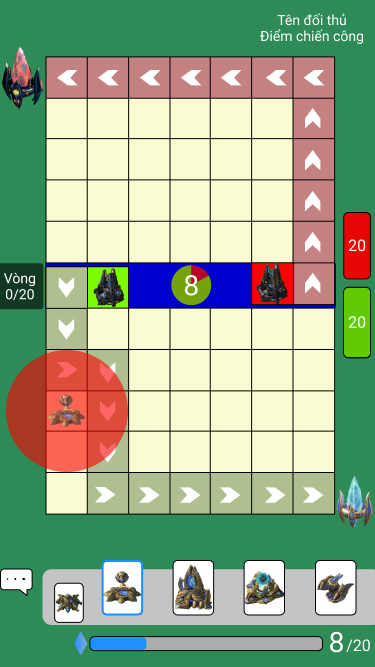 Tên đối thủ
Điểm chiến công
Vòng
0/20
8
20
20
...
8/20